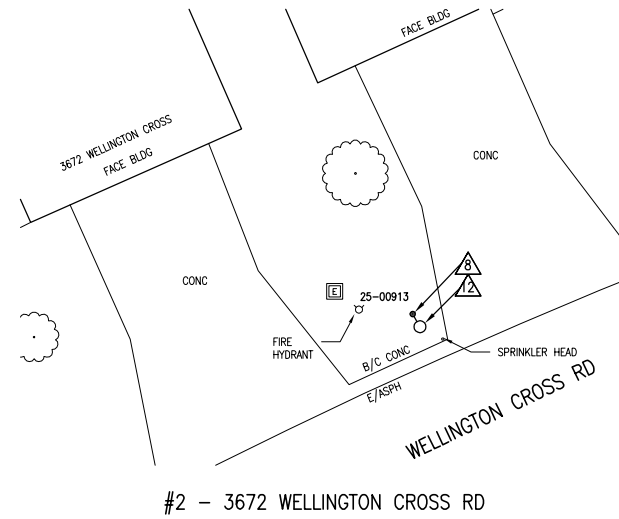 FACE BLDG
3672 WELLINGTON CROSS
FACE BLDG
CONC
CONC
8
12
E
25-00913
FIRE
HYDRANT
B/C CONC
SPRINKLER HEAD
E/ASPH
WELLINGTON CROSS RD
#2 - 3672 WELLINGTON CROSS RD